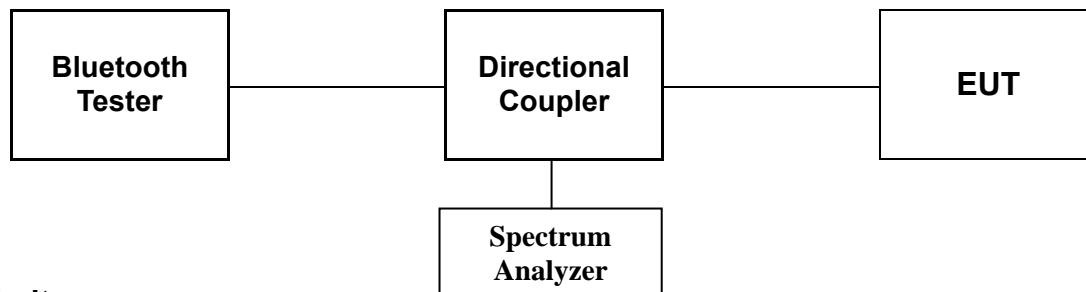 Bluetooth
Tester
Directional
Coupler
EUT
Spectrum
Analyzer